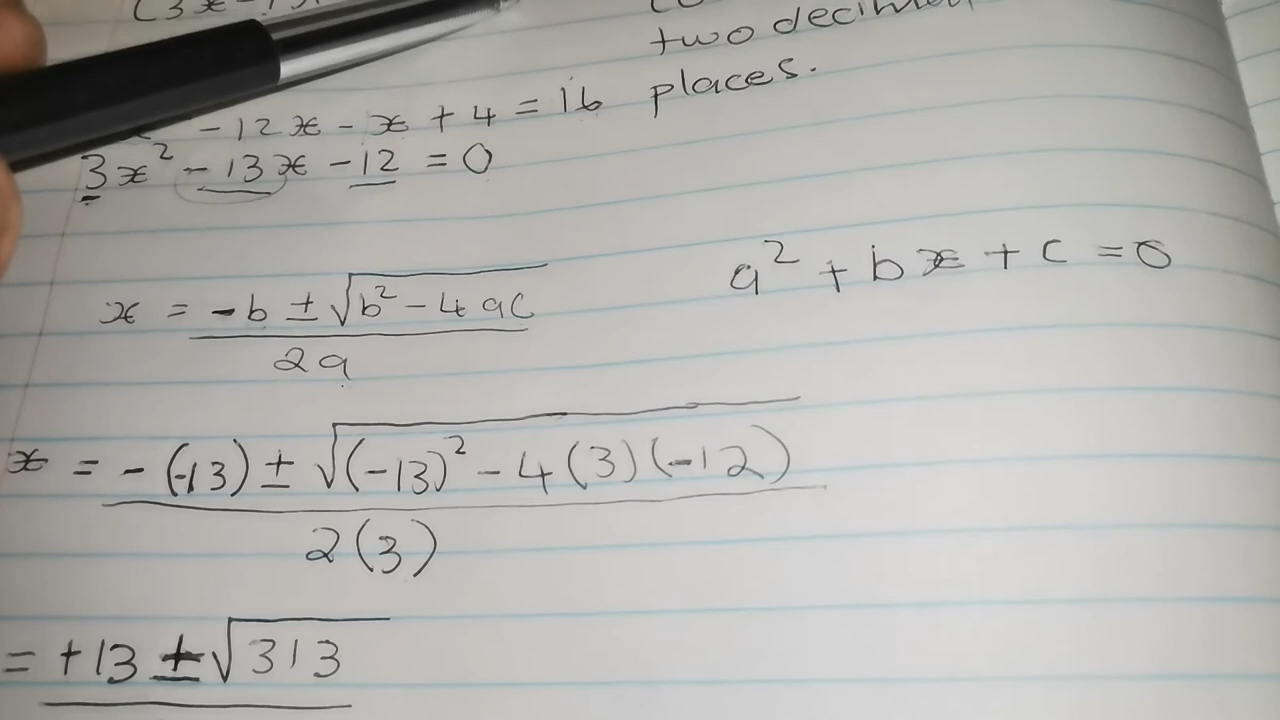 (3x
two decimal
places.
- 12x - x + 4 = 16
3x² - 13x - 12 = 0
a² + bx + c = 0
x = -b ± √b² - 4ac
2a
x = -(-13) ± √(-13)² - 4(3)(-12)
2(3)
= +13 ± √313